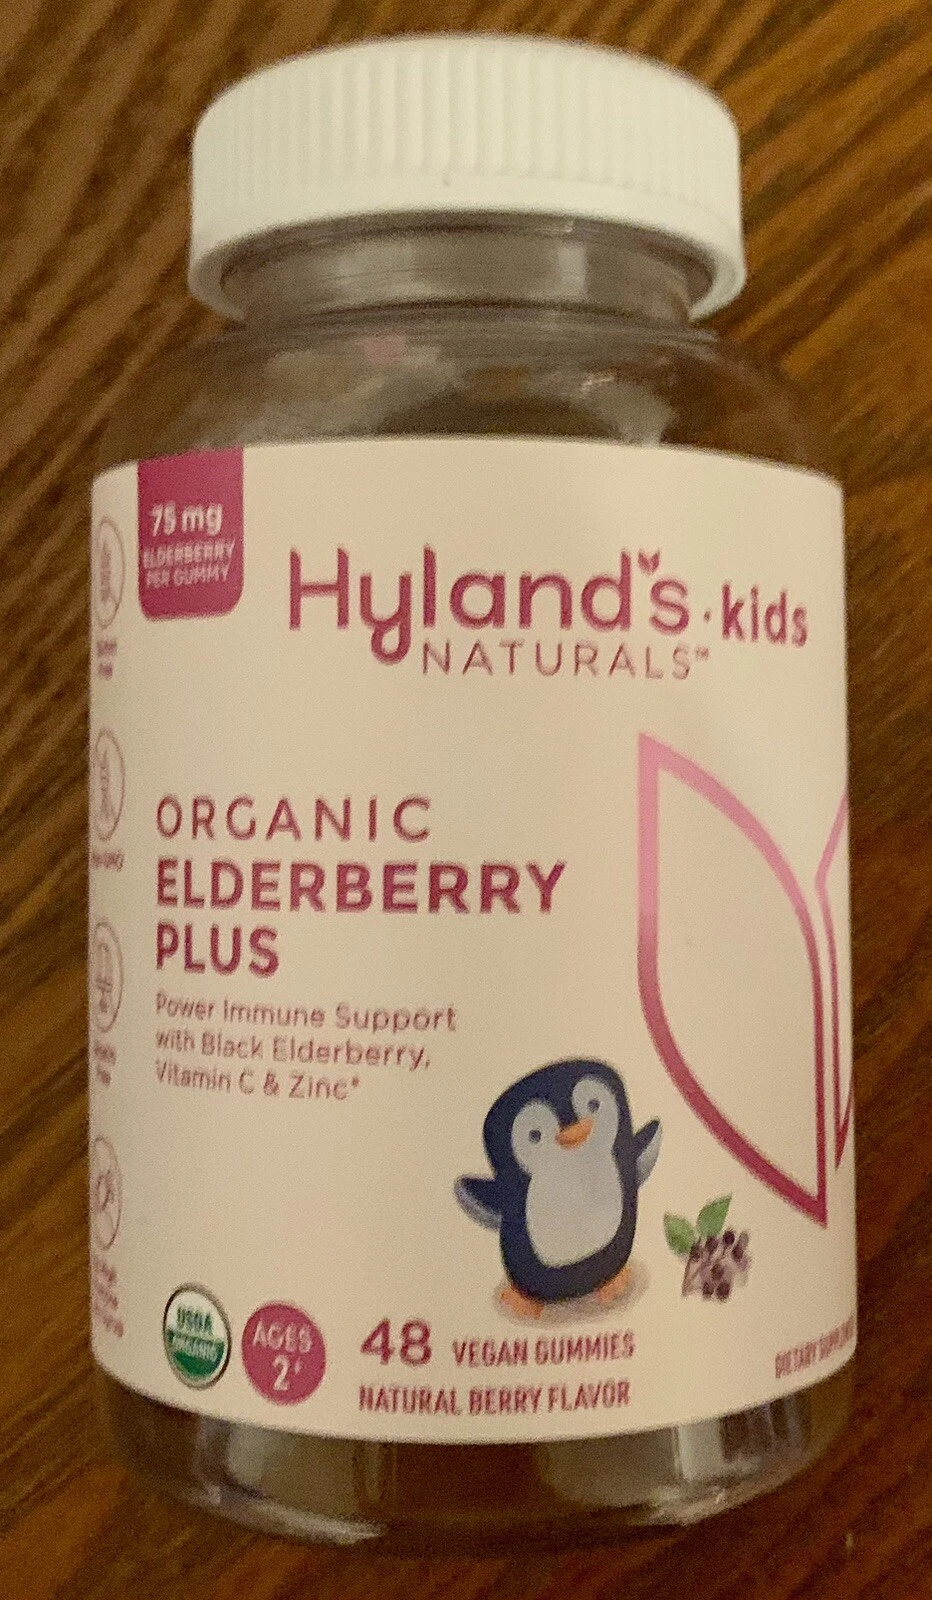 75 mg
ELDERBERRY
PER GUMMY
Hyland's · kids
NATURALS™
ORGANIC
ELDERBERRY
PLUS
Power Immune Support
with Black Elderberry,
Vitamin C & Zinc*
USDA
ORGANIC
AGES
2+
48 VEGAN GUMMIES
NATURAL BERRY FLAVOR
DIETARY